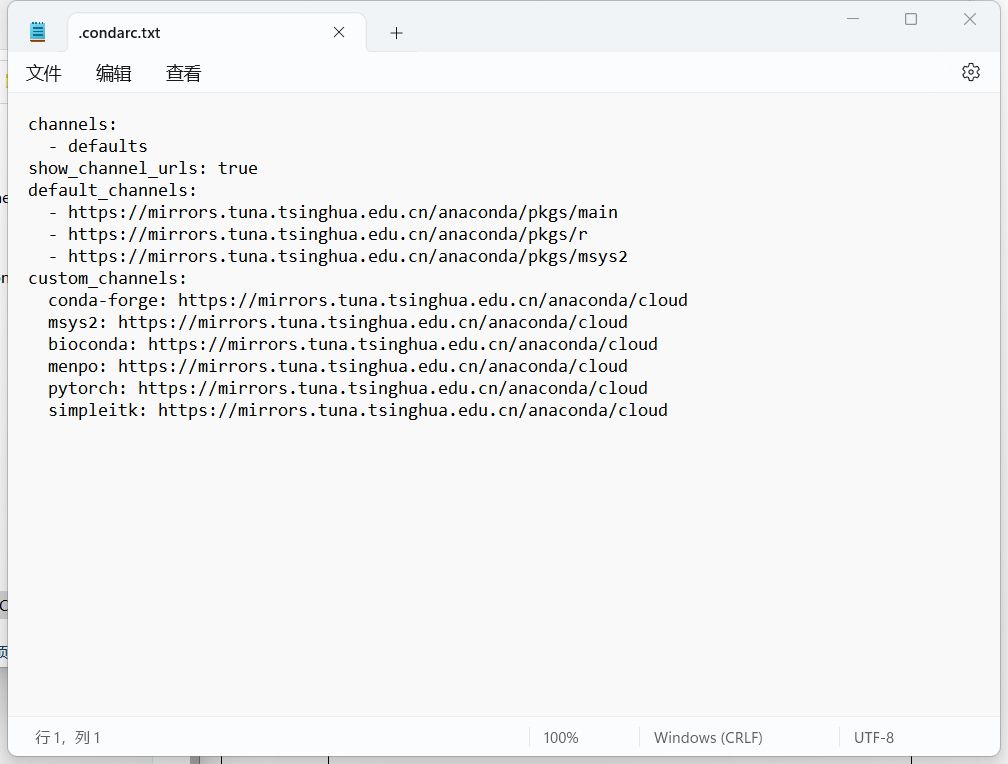 .condarc.txt
文件 编辑 查看
channels:
  - defaults
show_channel_urls: true
default_channels:
  - https://mirrors.tuna.tsinghua.edu.cn/anaconda/pkgs/main
  - https://mirrors.tuna.tsinghua.edu.cn/anaconda/pkgs/r
  - https://mirrors.tuna.tsinghua.edu.cn/anaconda/pkgs/msys2
custom_channels:
  conda-forge: https://mirrors.tuna.tsinghua.edu.cn/anaconda/cloud
  msys2: https://mirrors.tuna.tsinghua.edu.cn/anaconda/cloud
  bioconda: https://mirrors.tuna.tsinghua.edu.cn/anaconda/cloud
  menpo: https://mirrors.tuna.tsinghua.edu.cn/anaconda/cloud
  pytorch: https://mirrors.tuna.tsinghua.edu.cn/anaconda/cloud
  simpleitk: https://mirrors.tuna.tsinghua.edu.cn/anaconda/cloud
行 1，列 1 100% Windows (CRLF) UTF-8